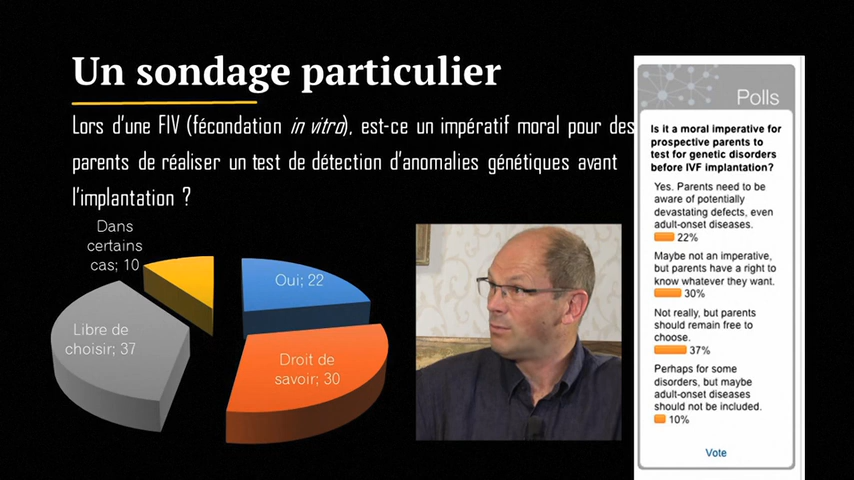 Un sondage particulier
Lors d'une FIV (fécondation in vitro), est-ce un impératif moral pour des
parents de réaliser un test de détection d'anomalies génétiques avant
l'implantation ?
Dans
certains
cas; 10
Oui; 22
Libre de
choisir; 37
Droit de
savoir; 30
Polls
Is it a moral imperative for
prospective parents to
test for genetic disorders
before IVF implantation?
Yes. Parents need to be
aware of potentially
devastating defects, even
adult-onset diseases.
22%
Maybe not an imperative,
but parents have a right to
know whatever they want.
30%
Not really, but parents
should remain free to
choose.
37%
Perhaps for some
disorders, but maybe
adult-onset diseases
should not be included.
10%
Vote